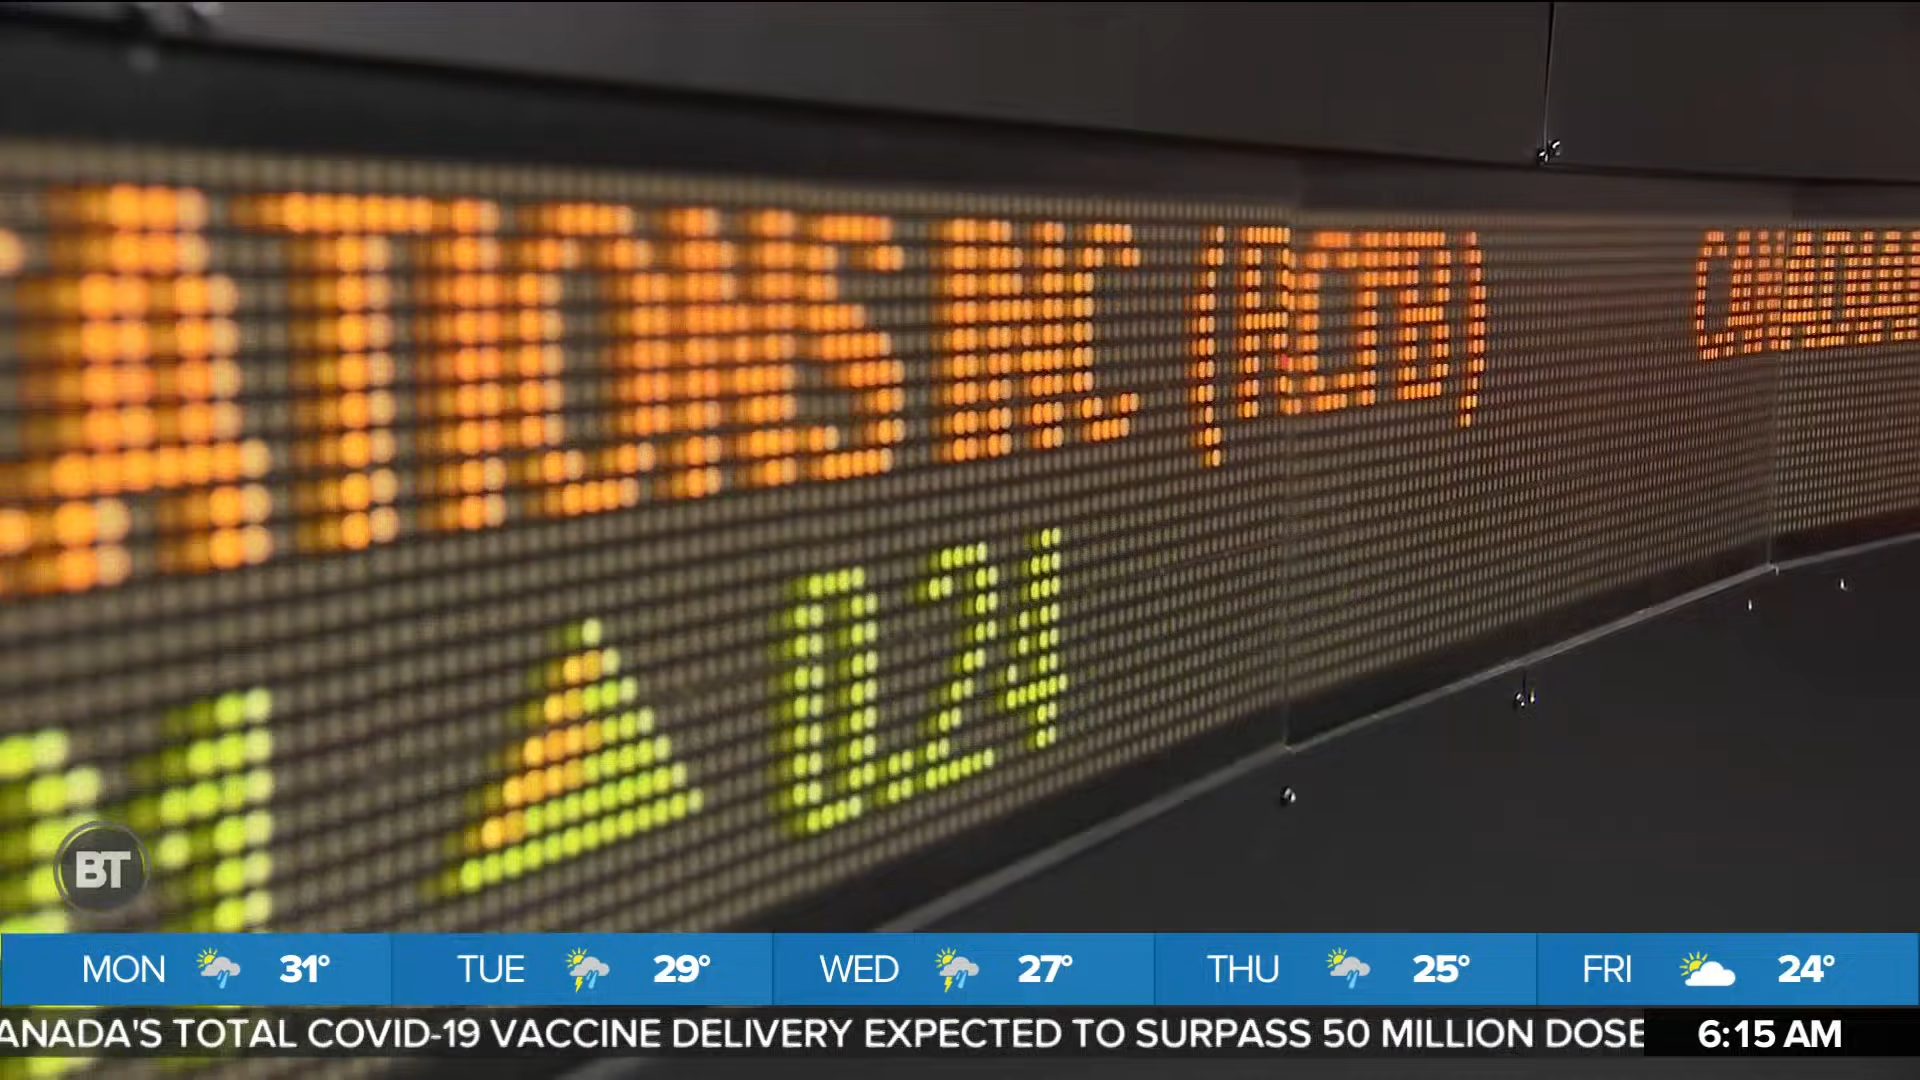 ATIONS INC (RCI.B) CANADIAN
M ▲ 0.24
BT
MON 31° TUE 29° WED 27° THU 25° FRI 24°
ANADA'S TOTAL COVID-19 VACCINE DELIVERY EXPECTED TO SURPASS 50 MILLION DOSE 6:15 AM